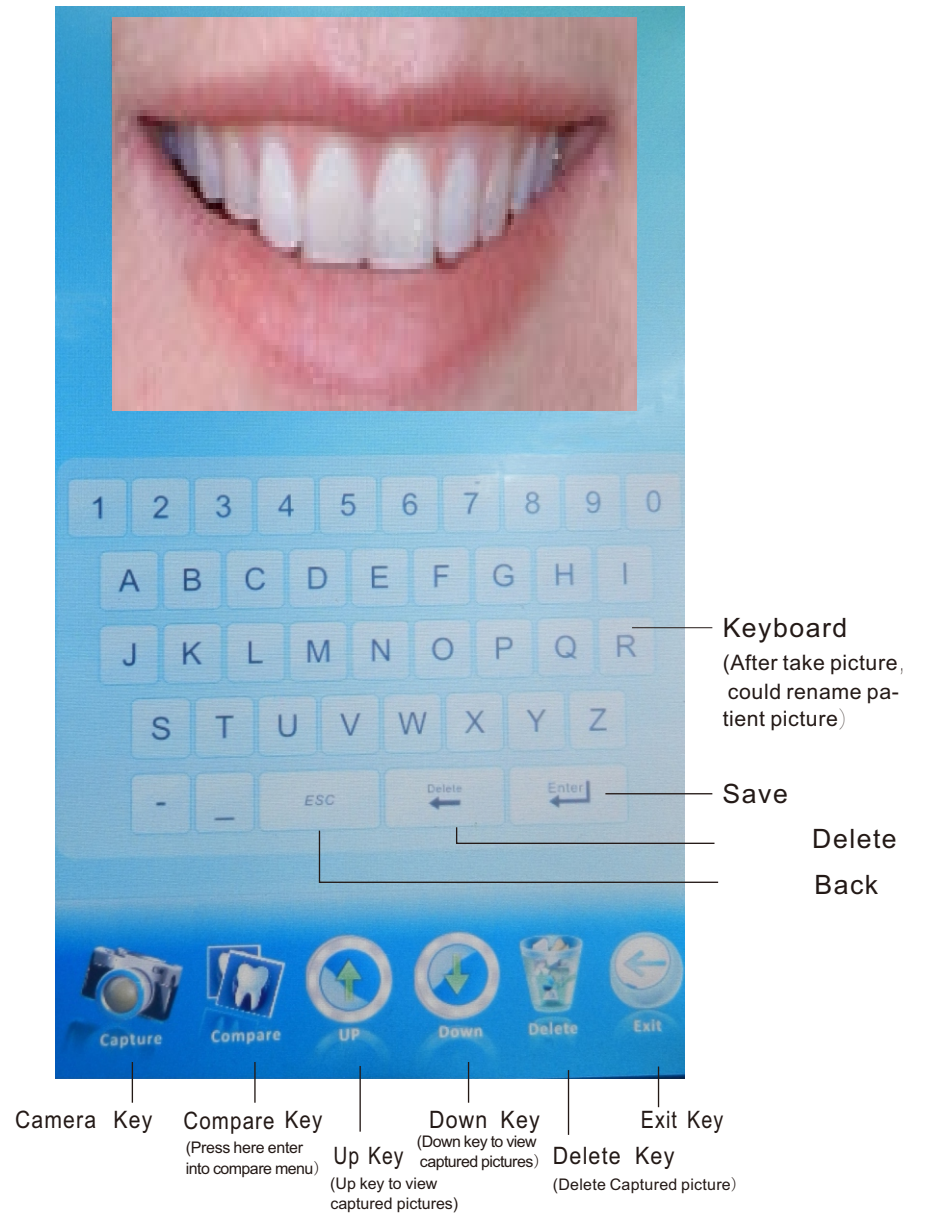 1 2 3 4 5 6 7 8 9 0
A B C D E F G H I
J K L M N O P Q R
Keyboard
(After take picture,
could rename pa-
tient picture)
S T U V W X Y Z
- _ ESC Delete Enter
Save
Delete
Back
Capture Compare UP Down Delete Exit
Camera Key
Compare Key
(Press here enter
into compare menu)
Up Key
(Up key to view
captured pictures)
Down Key
(Down key to view
captured pictures)
Delete Key
(Delete Captured picture)
Exit Key